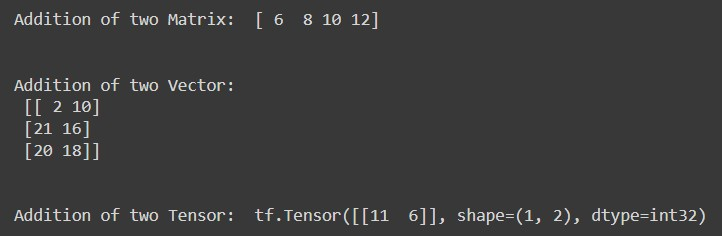 Addition of two Matrix:  [ 6  8 10 12]
Addition of two Vector:
 [[ 2 10]
 [21 16]
 [20 18]]
Addition of two Tensor:  tf.Tensor([[11  6]], shape=(1, 2), dtype=int32)